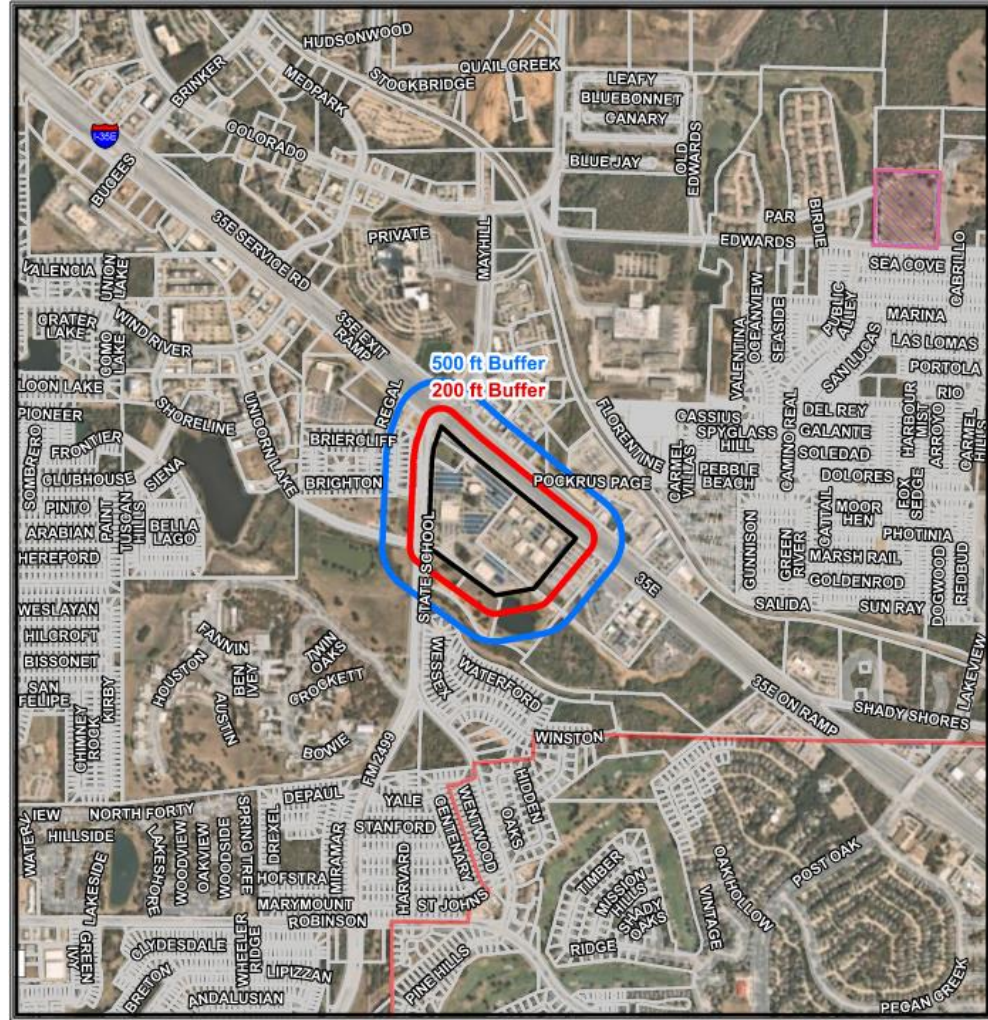 HUDSONWOOD
STOCKBRIDGE
QUAIL CREEK
BRINKER
MEDPARK
LEAFY
BLUEBONNET
CANARY
I-35E
COLORADO
BUCEES
BLUE JAY
OLD
EDWARDS
35E SERVICE RD
PRIVATE
MAYHILL
PAR
BIRDIE
EDWARDS
SEA COVE
CABRILLO
VALENCIA
UNION
LAKE
35E EXIT
RAMP
VALENTINA
OCEANVIEW
SEASIDE
PUBLIC
ALLEY
MARINA
CRATER
LAKE
COMO
LAKE
WIND RIVER
SAN LUCAS
LAS LOMAS
PORTOLA
500 ft Buffer
200 ft Buffer
LOON LAKE
SHORELINE
UNICORN LAKE
REGAL
RIO
PIONEER
SOMBRERO
FRONTIER
BRIERCLIFF
FLORENTINE
CASSIUS
SPYGLASS
HILL
CAMINO REAL
DEL REY
GALANTE
SOLEDAD
HARBOUR
MIST
ARROYO
CARMEL
HILLS
CLUBHOUSE
SIENA
BRIGHTON
POCKRUS PAGE
CARMEL
VILLAS
PEBBLE
BEACH
DOLORES
PINTO
PAINT
TUSCAN
HILLS
BELLA
LAGO
ARABIAN
HEREFORD
STATE SCHOOL
CATTAIL
MOOR
HEN
FOX
SEDGE
PHOTINIA
GUNNISON
GREEN
RIVER
MARSH RAIL
GOLDENROD
DOGWOOD
REDBUD
35E
SALIDA
SUN RAY
WESLAYAN
HILCROFT
BISSONET
SAN
FELIPE
CHIMNEY
ROCK
KIRBY
HOUSTON
FANNIN
BEN
IVEY
AUSTIN
TWIN
OAKS
CROCKETT
BOWIE
WISSEX
WATERFORD
LAKEVIEW
35E ON RAMP
SHADY SHORES
WINSTON
FM 2499
HIDDEN
OAKS
IEW
NORTH FORTY
DEPAUL
YALE
CENTENARY
WENTWOOD
WATER
HILLSIDE
LAKESIDE
LAKESHORE
WOODVIEW
OAKVIEW
WOODSIDE
SPRING TREE
DREXEL
STANFORD
MIRAMAR
HARVARD
HOFSTRA
ST JOHNS
MARYMOUNT
ROBINSON
TIMBER
MISSION
HILLS
SHADY
OAKS
RIDGE
OAK HOLLOW
VINTAGE
POST OAK
GREEN
IVY
CLYDESDALE
WHEELER
RIDGE
LIPIZZAN
BRETON
ANDALUSIAN
PINE HILLS
PECAN CREEK